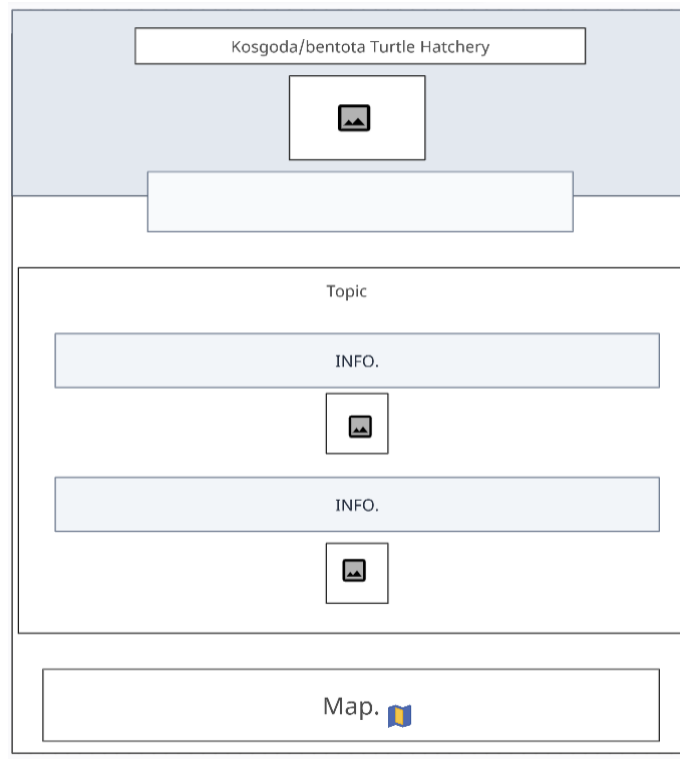 Kosgoda/bentota Turtle Hatchery
Topic
INFO.
INFO.
Map.